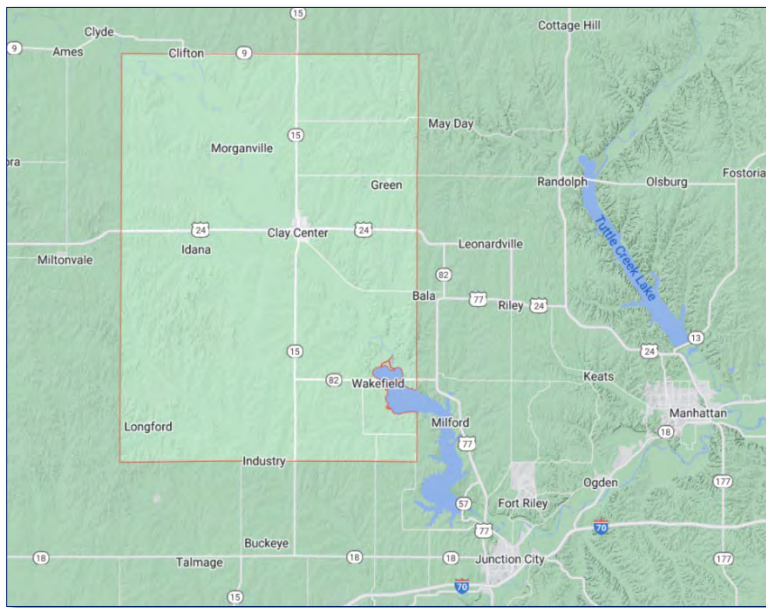 15
Cottage Hill
Clyde
9
Ames
Clifton
9
15
May Day
Morganville
ora
Fostoria
Green
Randolph
Olsburg
24
24
Clay Center
Idana
Leonardville
Miltonvale
82
Tuttle Creek Lake
Bala
77
Riley
24
13
15
24
82
Wakefield
Keats
Manhattan
Longford
Milford
18
77
Industry
177
Ogden
57
Fort Riley
70
77
Buckeye
18
Talmage
18
18
Junction City
177
70
15